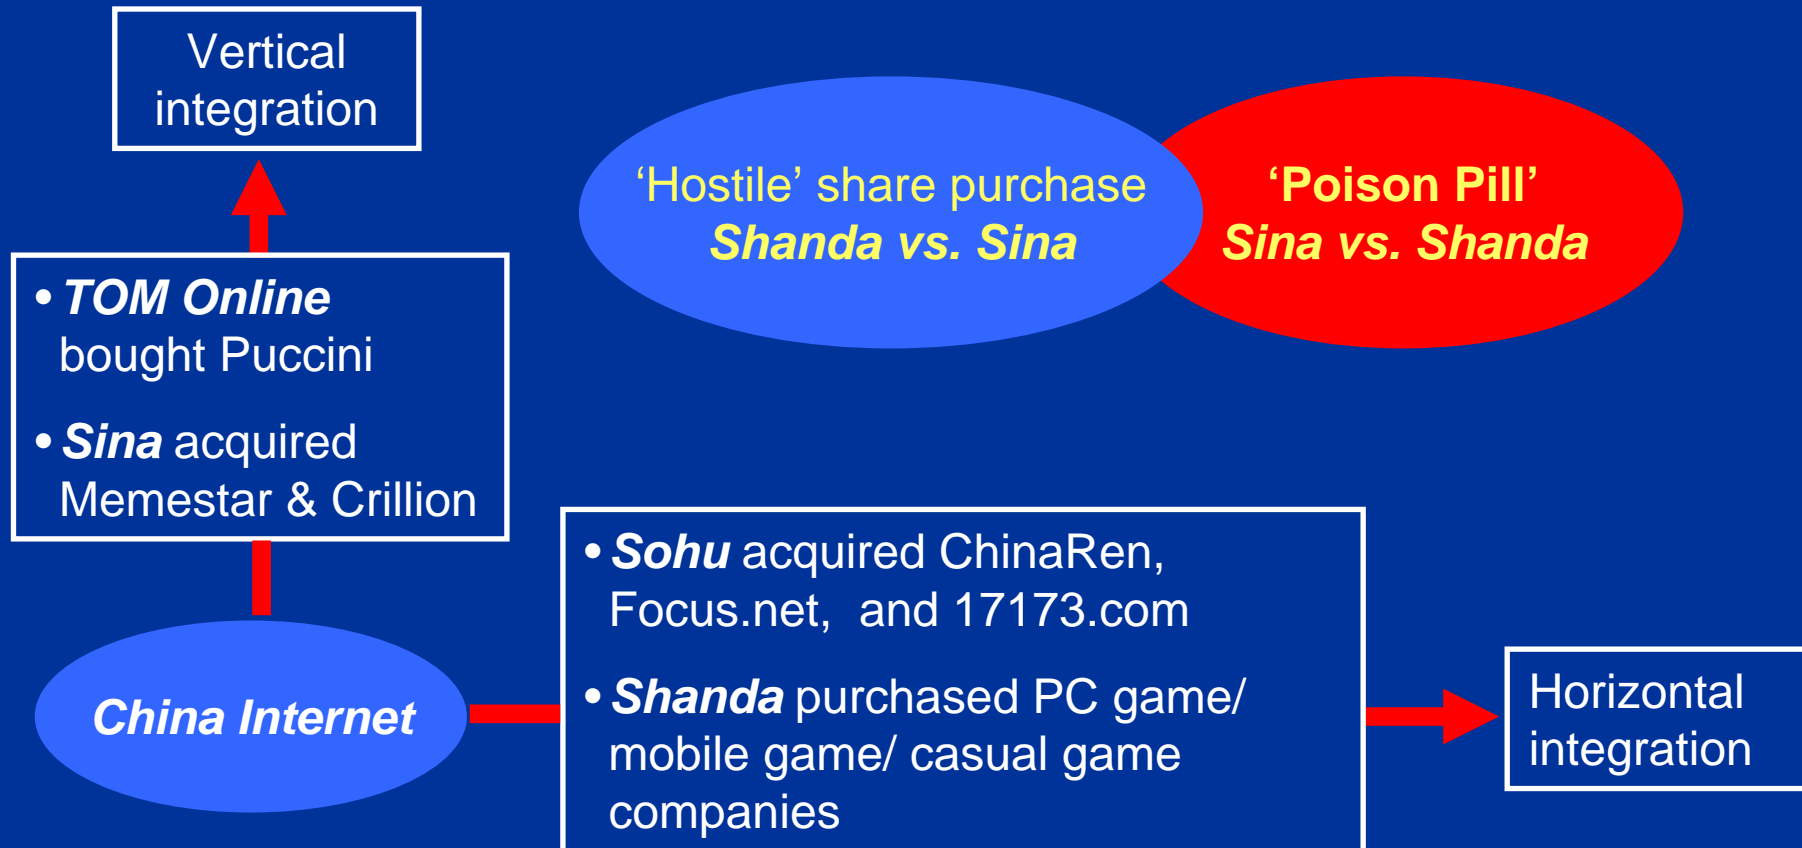 Vertical
integration
‘Hostile’ share purchase
Shanda vs. Sina
‘Poison Pill’
Sina vs. Shanda
• TOM Online
bought Puccini
• Sina acquired
Memestar & Crillion
• Sohu acquired ChinaRen,
Focus.net,  and 17173.com
• Shanda purchased PC game/
mobile game/ casual game
companies
China Internet
Horizontal
integration